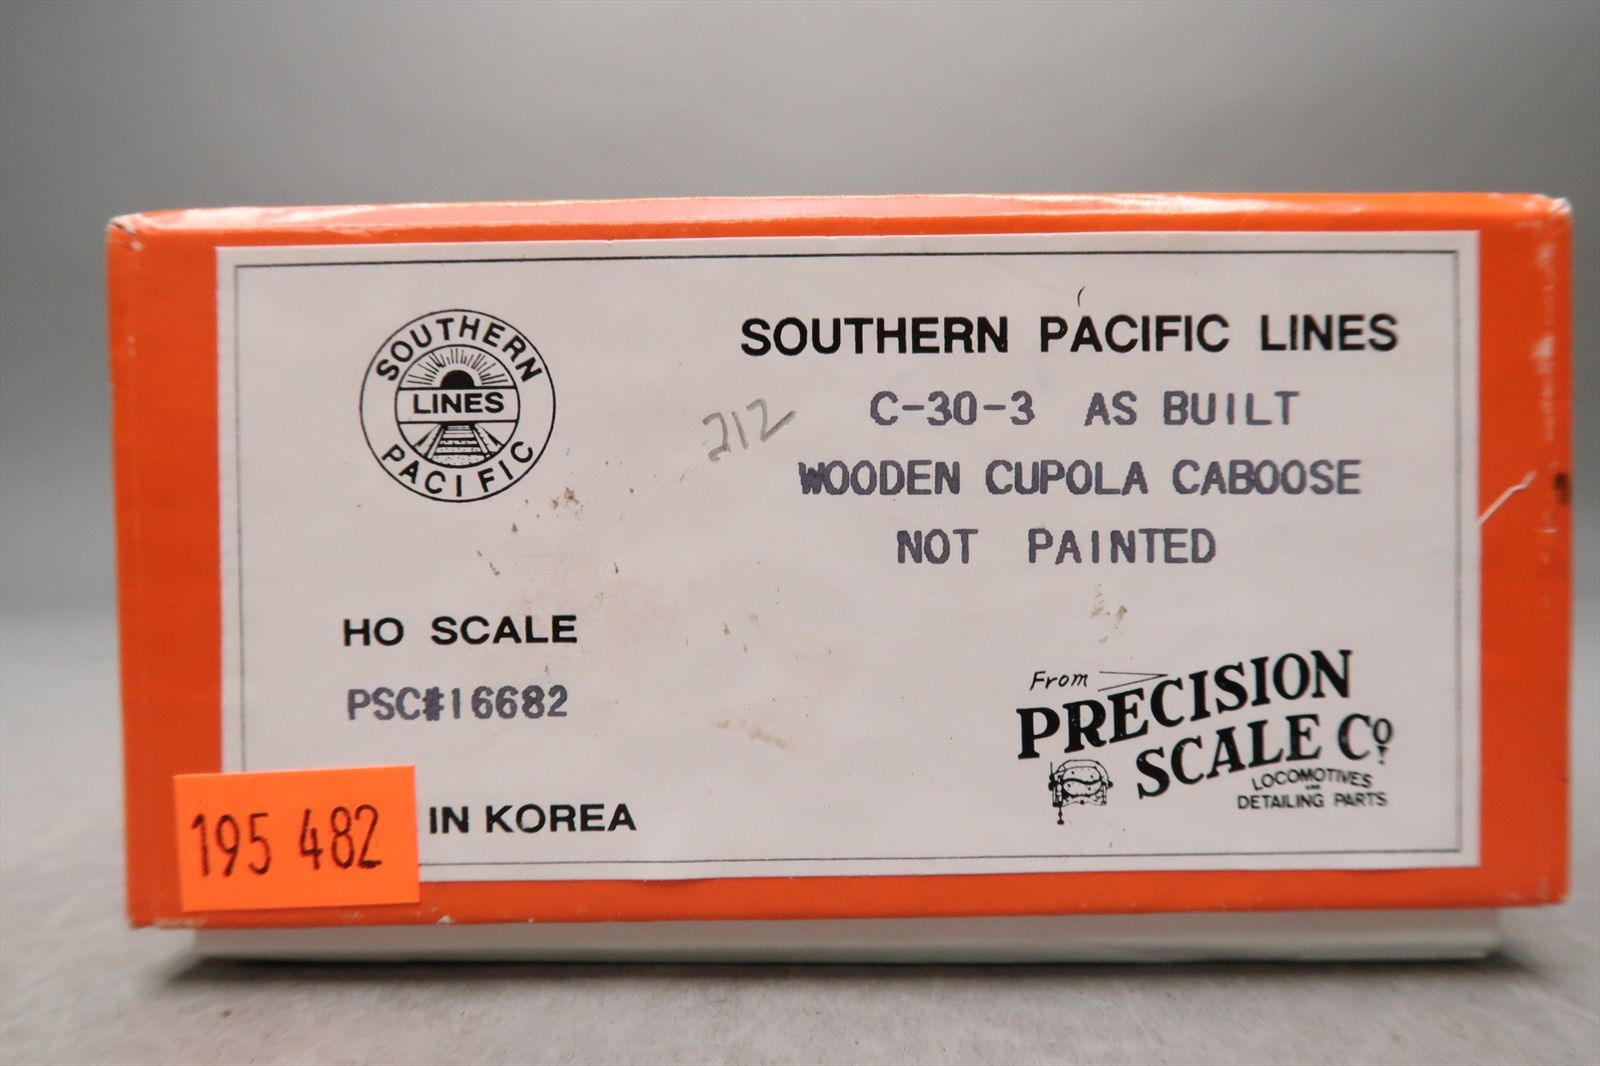 SOUTHERN
LINES
PACIFIC
SOUTHERN PACIFIC LINES
C-30-3 AS BUILT
212
WOODEN CUPOLA CABOOSE
NOT PAINTED
HO SCALE
PSC#16682
IN KOREA
195 482
From
PRECISION
SCALE Co.
LOCOMOTIVES
AND
DETAILING PARTS